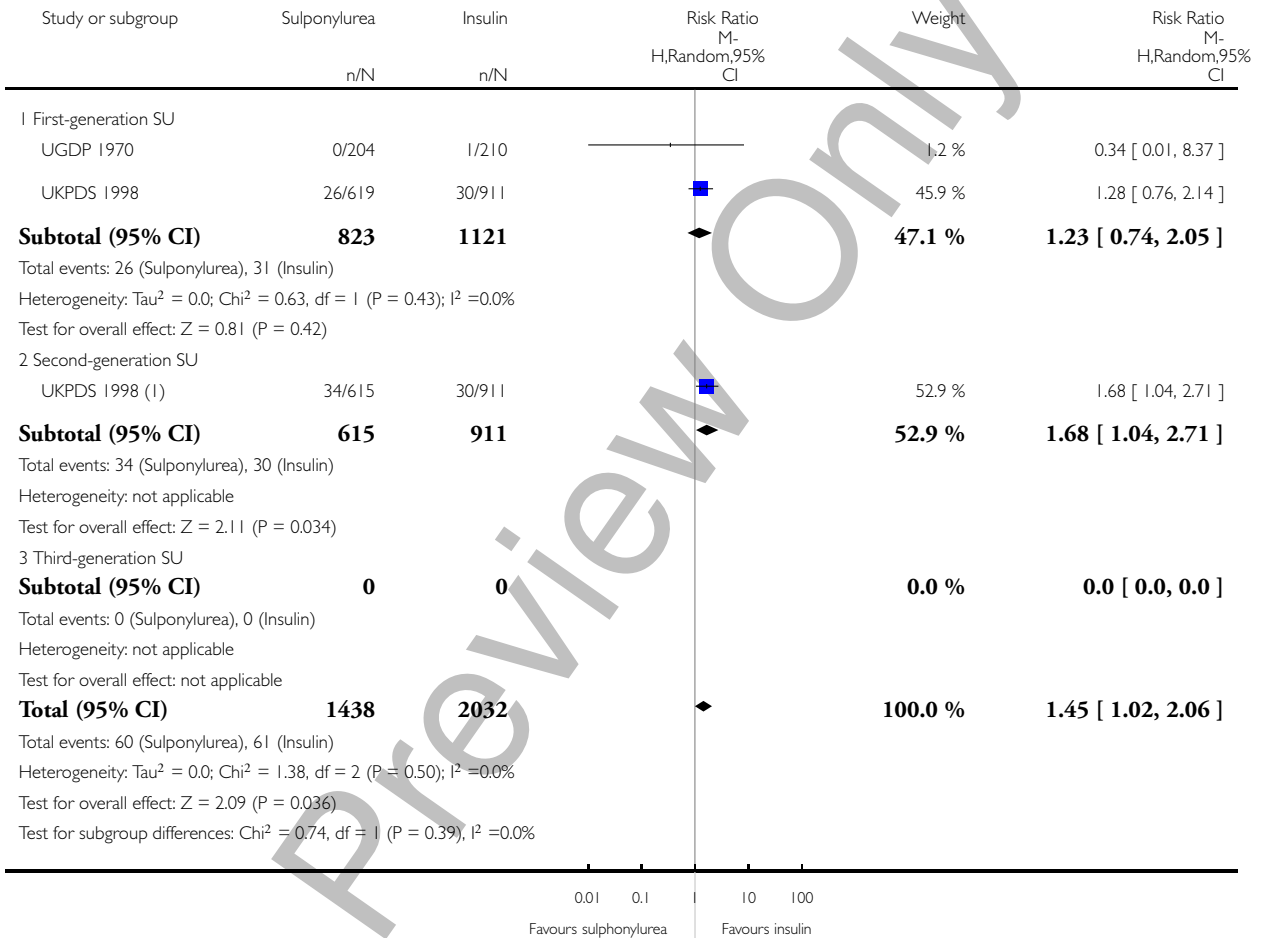 Study or subgroup Sulponylurea Insulin Risk Ratio Weight Risk Ratio
M- M-
H,Random,95% H,Random,95%
n/N n/N CI CI
1 First-generation SU
UGDP 1970 0/204 1/210 1.2 % 0.34 [ 0.01, 8.37 ]
UKPDS 1998 26/619 30/911 45.9 % 1.28 [ 0.76, 2.14 ]
Subtotal (95% CI) 823 1121 47.1 % 1.23 [ 0.74, 2.05 ]
Total events: 26 (Sulponylurea), 31 (Insulin)
Heterogeneity: Tau² = 0.0; Chi² = 0.63, df = 1 (P = 0.43); I² =0.0%
Test for overall effect: Z = 0.81 (P = 0.42)
2 Second-generation SU
UKPDS 1998 (1) 34/615 30/911 52.9 % 1.68 [ 1.04, 2.71 ]
Subtotal (95% CI) 615 911 52.9 % 1.68 [ 1.04, 2.71 ]
Total events: 34 (Sulponylurea), 30 (Insulin)
Heterogeneity: not applicable
Test for overall effect: Z = 2.11 (P = 0.034)
3 Third-generation SU
Subtotal (95% CI) 0 0 0.0 % 0.0 [ 0.0, 0.0 ]
Total events: 0 (Sulponylurea), 0 (Insulin)
Heterogeneity: not applicable
Test for overall effect: not applicable
Total (95% CI) 1438 2032 100.0 % 1.45 [ 1.02, 2.06 ]
Total events: 60 (Sulponylurea), 61 (Insulin)
Heterogeneity: Tau² = 0.0; Chi² = 1.38, df = 2 (P = 0.50); I² =0.0%
Test for overall effect: Z = 2.09 (P = 0.036)
Test for subgroup differences: Chi² = 0.74, df = 1 (P = 0.39), I² =0.0%
0.01 0.1 1 10 100
Favours sulphonylurea Favours insulin
Preview Only